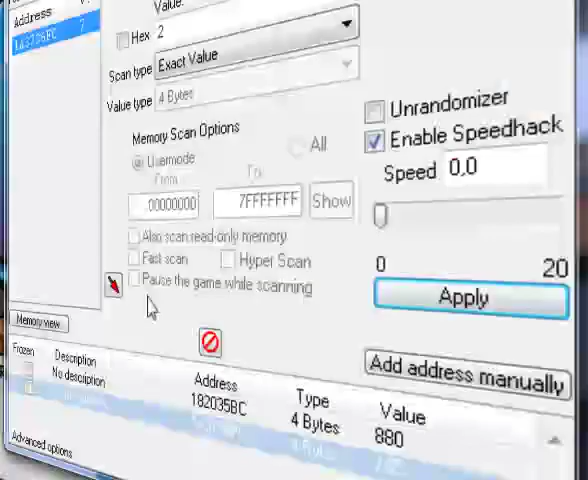 Address
Value:
Hex 2
Scan type Exact Value
Value type 4 Bytes
Memory Scan Options
Usermode
All
From
To
00000000
7FFFFFFF
Show
Also scan read-only memory
Fast scan
Hyper Scan
Pause the game while scanning
Unrandomizer
Enable Speedhack
Speed 0,0
0
20
Apply
Memory view
Add address manually
Frozen
Description
Address
Type
Value
No description
182035BC
4 Bytes
880
Advanced options